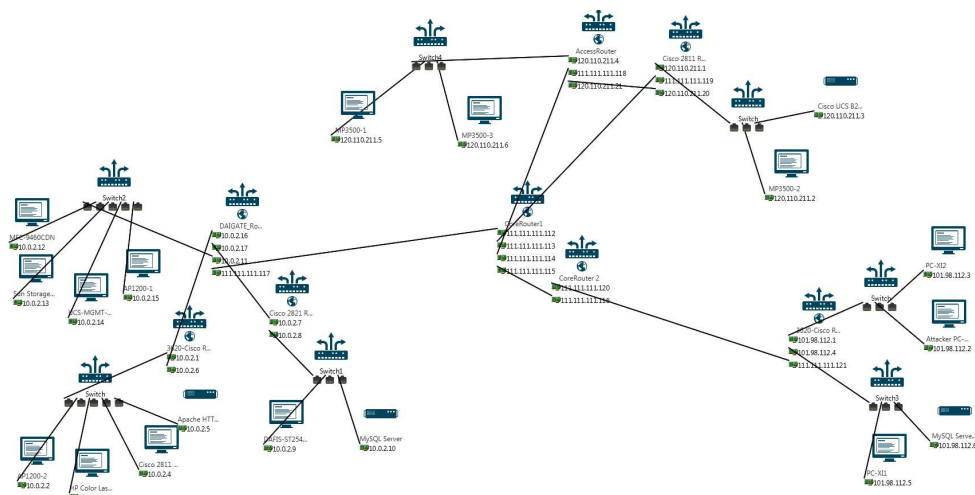 Switch4
MP3500-1
120.110.211.5
MP3500-3
120.110.211.6
AccessRouter
120.110.211.4
111.111.111.118
120.110.211.21
Cisco 2811 R...
120.110.211.1
111.111.111.119
120.110.211.20
Switch
Cisco UCS B2...
120.110.211.3
MP3500-2
120.110.211.2
Switch2
MFC-9460CDN
10.0.2.12
Storage...
10.0.2.13
UCS-MGMT-...
10.0.2.14
AP1200-1
10.0.2.15
DAIGATE_Ro...
10.0.2.16
10.0.2.17
10.0.2.11
111.111.111.117
CoreRouter1
111.111.111.112
111.111.111.113
111.111.111.114
111.111.111.115
CoreRouter 2
111.111.111.120
111.111.111.116
Cisco 2821 R...
10.0.2.7
10.0.2.8
3620-Cisco R...
10.0.2.1
10.0.2.6
Switch
AP1200-2
10.0.2.2
HP Color Las...
Cisco 2811 ...
10.0.2.4
Apache HTT...
10.0.2.5
Switch1
DAFIS-ST254...
10.0.2.9
MySQL Server
10.0.2.10
3620-Cisco R...
101.98.112.1
101.98.112.4
111.111.111.121
Switch
PC-XI2
101.98.112.3
Attacker PC-...
101.98.112.2
Switch3
PC-XI1
101.98.112.5
MySQL Serve...
101.98.112.6